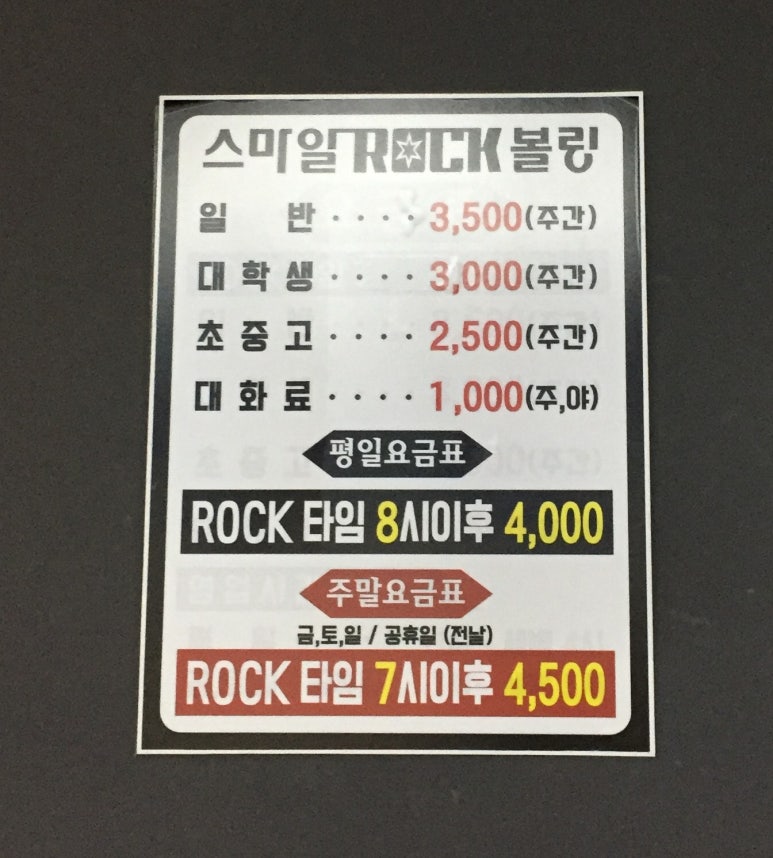 스마일ROCK볼링
일 반 ···· 3,500(주간)
대 학 생 ···· 3,000(주간)
초 중 고 ···· 2,500(주간)
대 화 료 ···· 1,000(주,야)
평일요금표
ROCK 타임 8시이후 4,000
주말요금표
금,토,일 / 공휴일 (전날)
ROCK 타임 7시이후 4,500